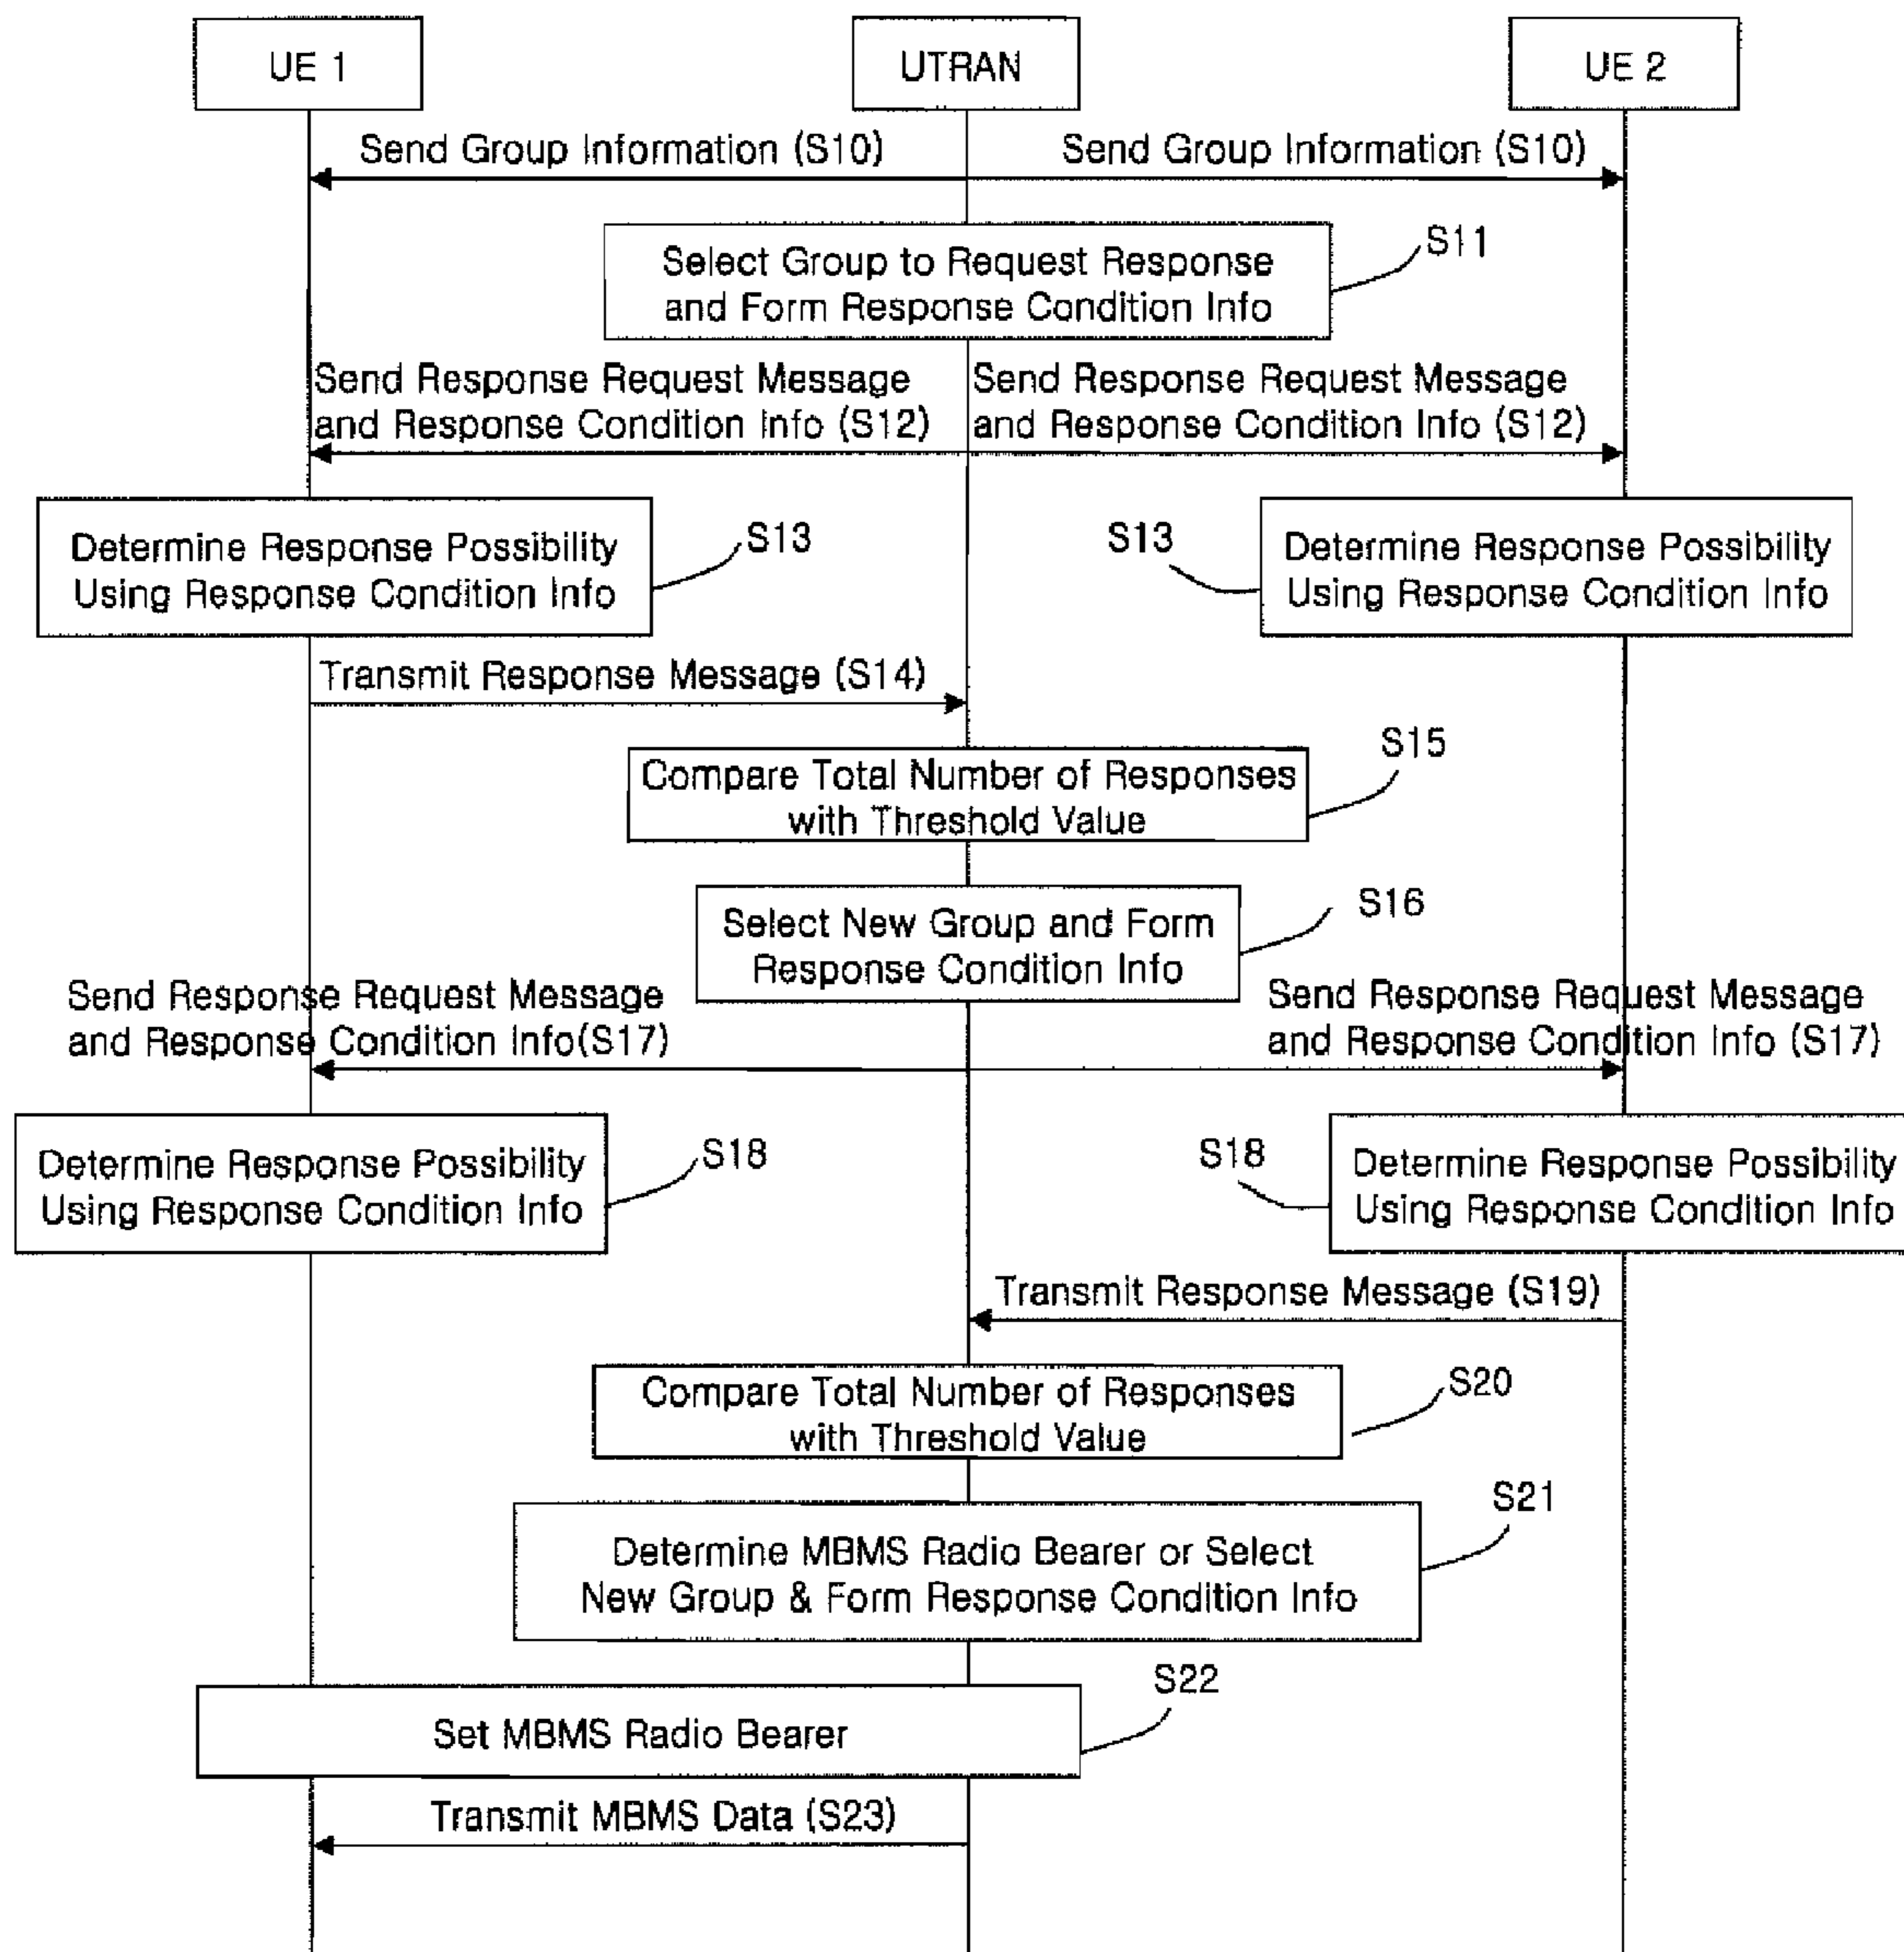 UE 1
UTRAN
UE 2
Send Group Information (S10)
Send Group Information (S10)
S11
Select Group to Request Response
and Form Response Condition Info
Send Response Request Message
and Response Condition Info (S12)
Send Response Request Message
and Response Condition Info (S12)
Determine Response Possibility
Using Response Condition Info
S13
S13
Determine Response Possibility
Using Response Condition Info
Transmit Response Message (S14)
S15
Compare Total Number of Responses
with Threshold Value
S16
Select New Group and Form
Response Condition Info
Send Response Request Message
and Response Condition Info(S17)
Send Response Request Message
and Response Condition Info (S17)
Determine Response Possibility
Using Response Condition Info
S18
S18
Determine Response Possibility
Using Response Condition Info
Transmit Response Message (S19)
Compare Total Number of Responses
with Threshold Value
S20
S21
Determine MBMS Radio Bearer or Select
New Group & Form Response Condition Info
S22
Set MBMS Radio Bearer
Transmit MBMS Data (S23)